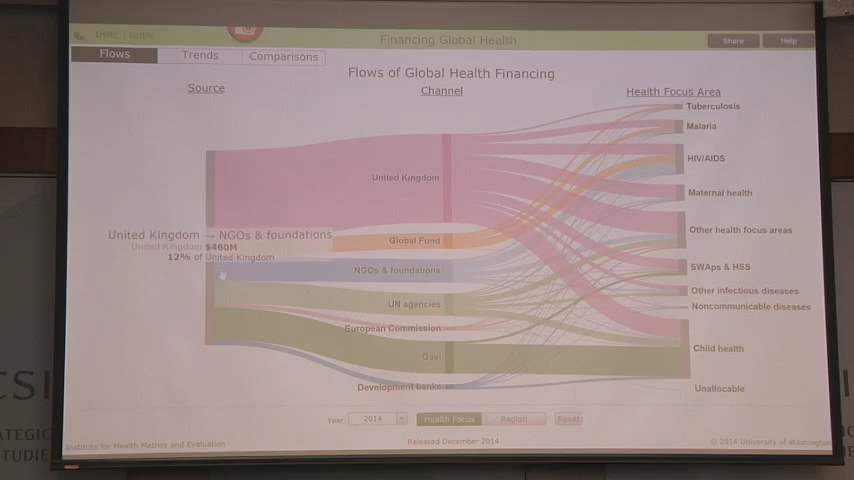 IHME | GHDx
Financing Global Health
Share
Help
Flows
Trends
Comparisons
Flows of Global Health Financing
Source
Channel
Health Focus Area
Tuberculosis
Malaria
United Kingdom
HIV/AIDS
Maternal health
United Kingdom → NGOs & foundations
United Kingdom $460M
12% of United Kingdom
Global Fund
Other health focus areas
NGOs & foundations
SWAps & HSS
Other infectious diseases
UN agencies
Noncommunicable diseases
European Commission
Gavi
Child health
Development banks
Unallocable
Year
2014
Health Focus
Region
Reset
Institute for Health Metrics and Evaluation
Released December 2014
© 2014 University of Washington
CSI
ATEGIC
TUDIE